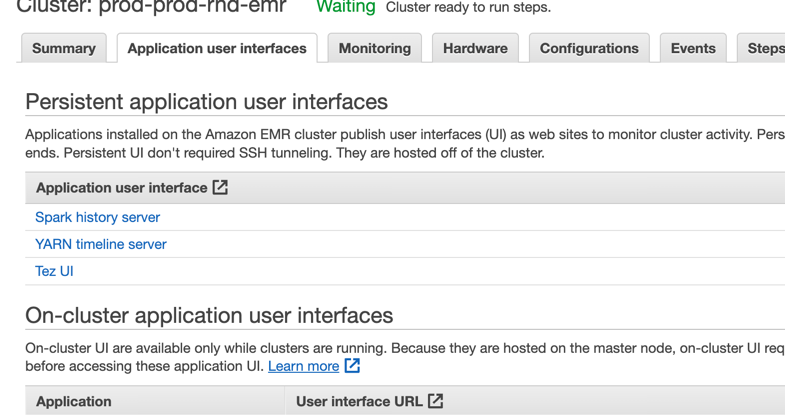 Cluster: prod-prod-rnd-emr Waiting Cluster ready to run steps.
Summary Application user interfaces Monitoring Hardware Configurations Events Steps
Persistent application user interfaces
Applications installed on the Amazon EMR cluster publish user interfaces (UI) as web sites to monitor cluster activity. Pers
ends. Persistent UI don't required SSH tunneling. They are hosted off of the cluster.
Application user interface
Spark history server
YARN timeline server
Tez UI
On-cluster application user interfaces
On-cluster UI are available only while clusters are running. Because they are hosted on the master node, on-cluster UI req
before accessing these application UI. Learn more
Application User interface URL